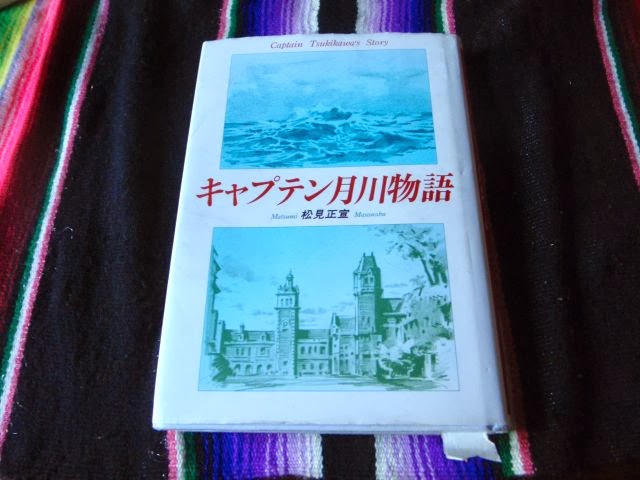 Captain Tsukikawa's Story
キャプテン月川物語
Matsumi 松見正宣 Masanobu